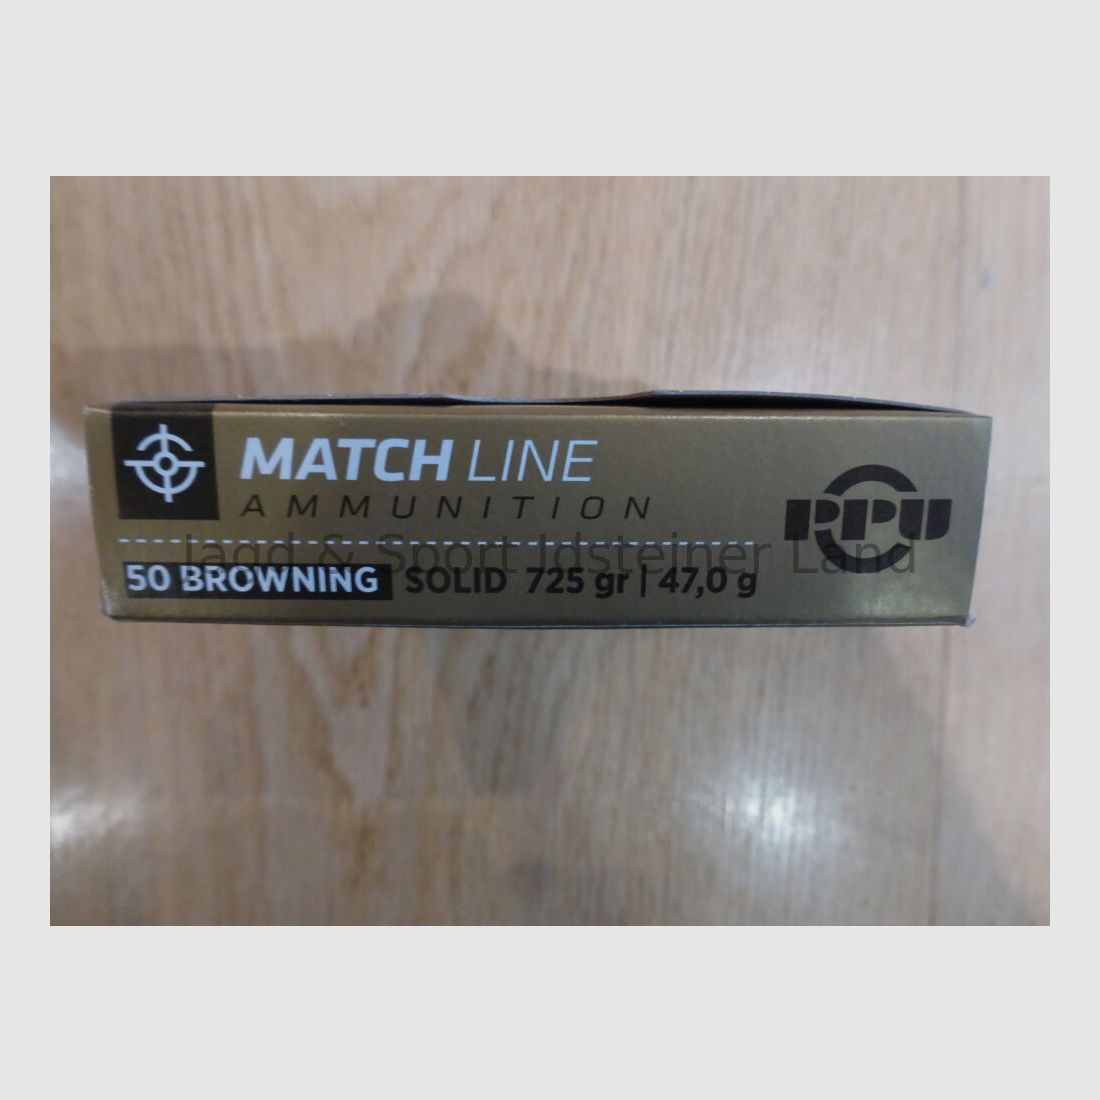 MATCH LINE
AMMUNITION
PPU
Jagd & Sport Idsteiner Land
50 BROWNING SOLID 725 gr | 47,0 g